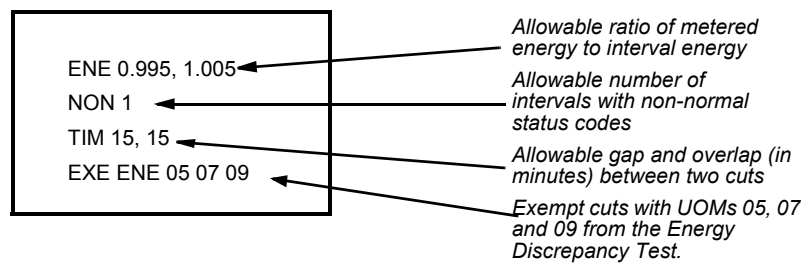 ENE 0.995, 1.005
NON 1
TIM 15, 15
EXE ENE 05 07 09
Allowable ratio of metered
energy to interval energy
Allowable number of
intervals with non-normal
status codes
Allowable gap and overlap (in
minutes) between two cuts
Exempt cuts with UOMs 05, 07
and 09 from the Energy
Discrepancy Test.